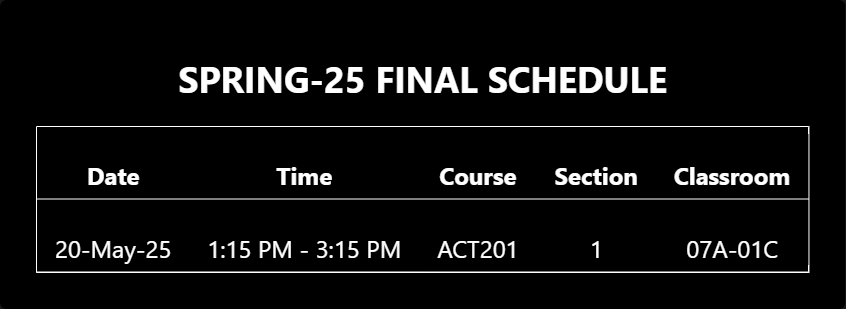 SPRING-25 FINAL SCHEDULE
Date Time Course Section Classroom
20-May-25 1:15 PM - 3:15 PM ACT201 1 07A-01C